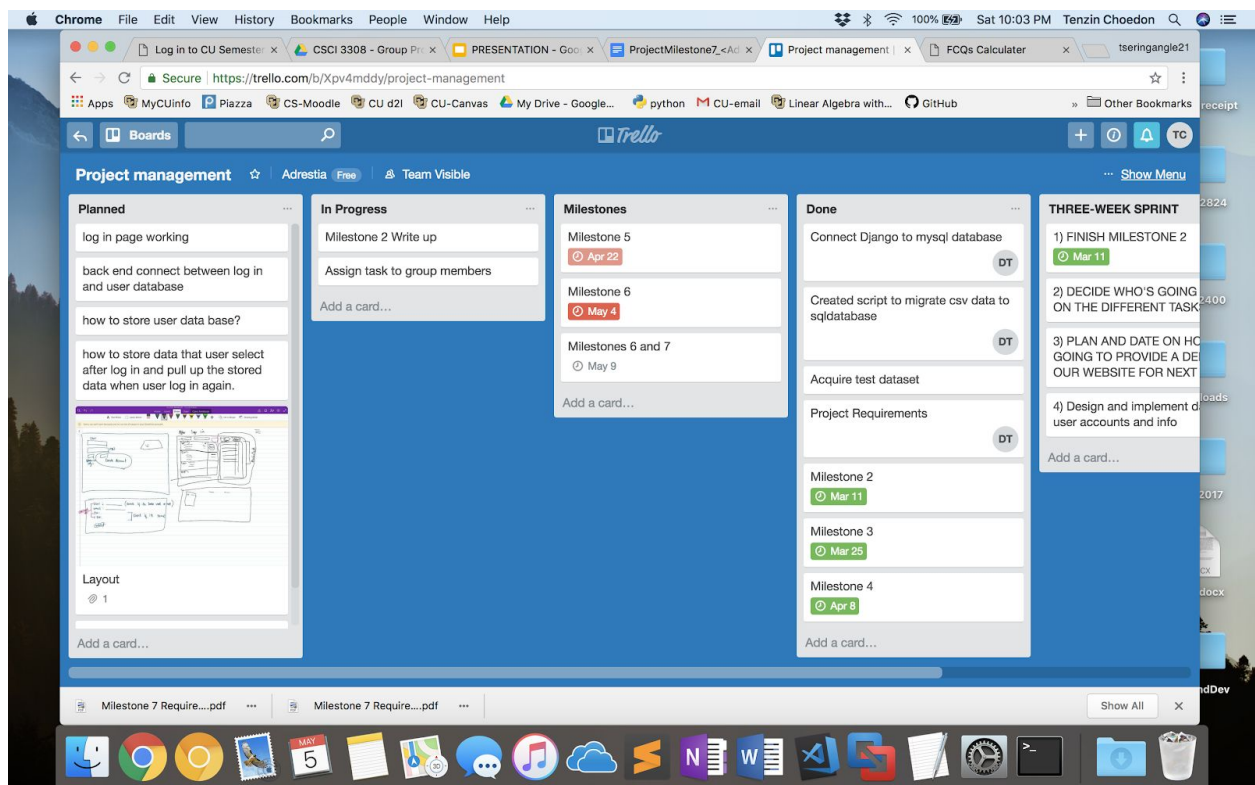 Chrome File Edit View History Bookmarks People Window Help 100% Sat 10:03 PM Tenzin Choedon
Log in to CU Semester CSCI 3308 - Group Pro PRESENTATION - Goo ProjectMilestone7_<Ad Project management | FCQs Calculater tseringangle21
Secure https://trello.com/b/Xpv4mddy/project-management
Apps MyCUinfo Piazza CS-Moodle CU d2l CU-Canvas My Drive - Google... python CU-email Linear Algebra with... GitHub » Other Bookmarks
receipt
Boards Trello TC
Project management Adrestia Free Team Visible ... Show Menu
Planned
log in page working
back end connect between log in
and user database
how to store user data base?
how to store data that user select
after log in and pull up the stored
data when user log in again.
Layout
1
Add a card...
In Progress
Milestone 2 Write up
Assign task to group members
Add a card...
Milestones
Milestone 5
Apr 22
Milestone 6
May 4
Milestones 6 and 7
May 9
Add a card...
Done
Connect Django to mysql database
DT
Created script to migrate csv data to
sqldatabase
DT
Acquire test dataset
Project Requirements
DT
Milestone 2
Mar 11
Milestone 3
Mar 25
Milestone 4
Apr 8
Add a card...
THREE-WEEK SPRINT
1) FINISH MILESTONE 2
Mar 11
2) DECIDE WHO'S GOING
ON THE DIFFERENT TASK
3) PLAN AND DATE ON HO
GOING TO PROVIDE A DE
OUR WEBSITE FOR NEXT
4) Design and implement d
user accounts and info
Add a card...
2824
2400
loads
2017
docx
ndDev
Milestone 7 Require....pdf ... Milestone 7 Require....pdf ... Show All
MAY
5